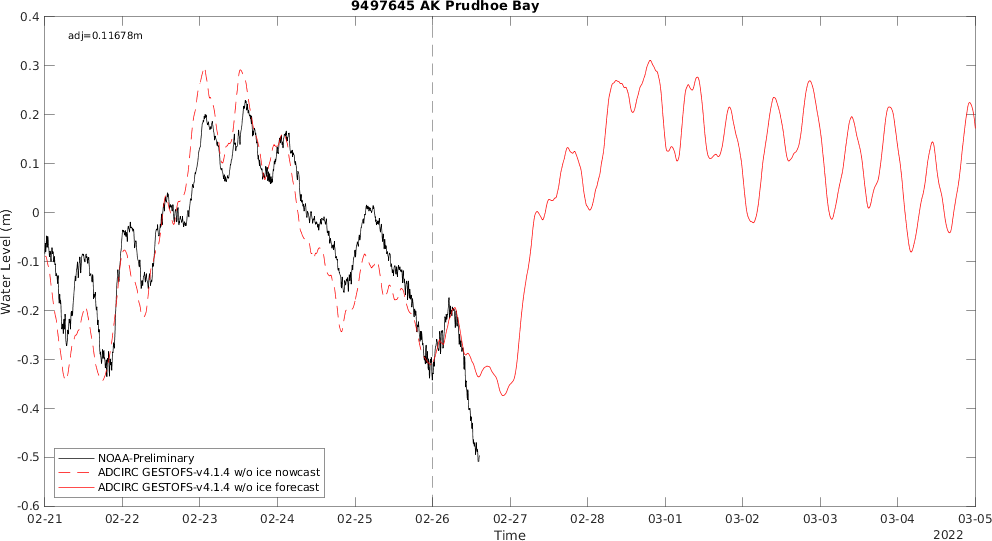 9497645 AK Prudhoe Bay
adj=0.11678m
0.4
0.3
0.2
0.1
0
-0.1
-0.2
-0.3
-0.4
-0.5
-0.6
Water Level (m)
NOAA-Preliminary
ADCIRC GESTOFS-v4.1.4 w/o ice nowcast
ADCIRC GESTOFS-v4.1.4 w/o ice forecast
02-21 02-22 02-23 02-24 02-25 02-26 02-27 02-28 03-01 03-02 03-03 03-04 03-05
Time
2022